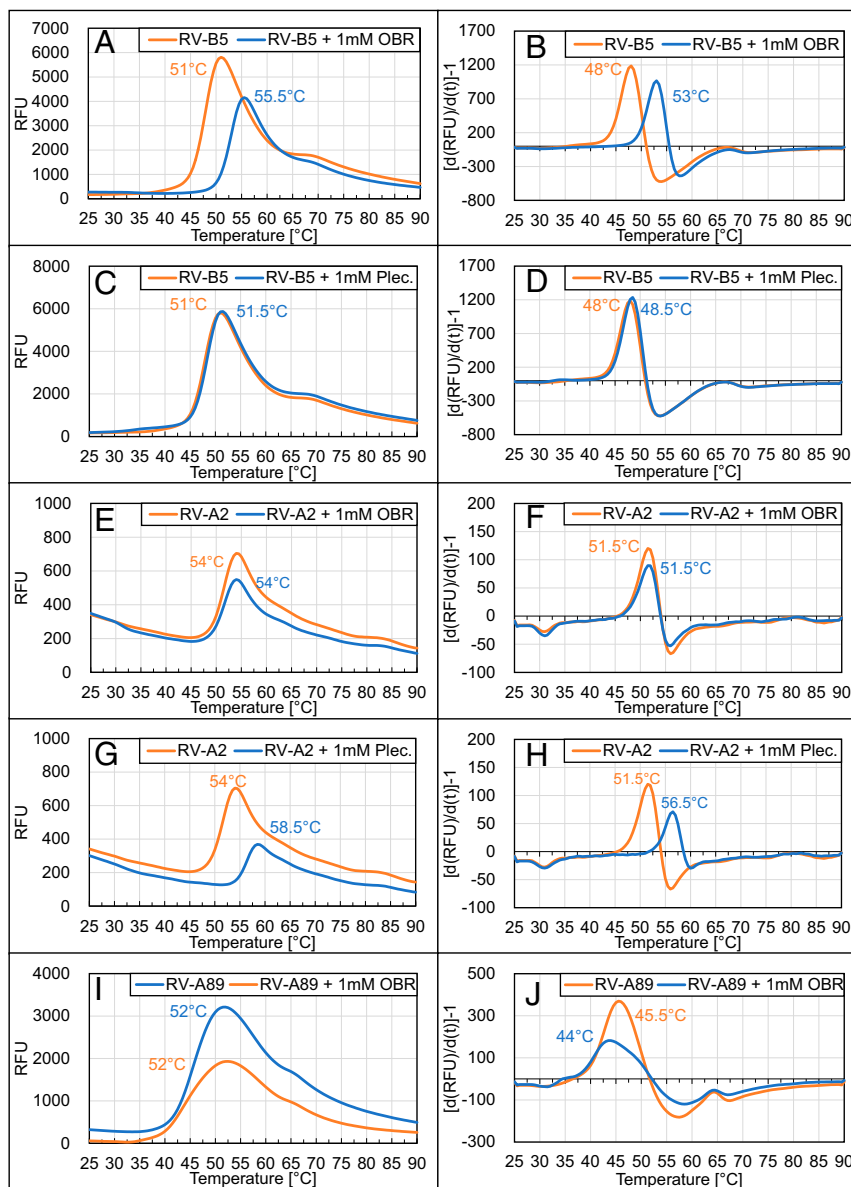 A
RV-B5 RV-B5 + 1mM OBR
7000
6000
5000
4000
3000
2000
1000
0
RFU
51°C
55.5°C
25 30 35 40 45 50 55 60 65 70 75 80 85 90
Temperature [°C]
B
RV-B5 RV-B5 + 1mM OBR
1700
1200
700
200
-300
-800
[d(RFU)/d(t)]-1
48°C
53°C
25 30 35 40 45 50 55 60 65 70 75 80 85 90
Temperature [°C]
C
RV-B5 RV-B5 + 1mM Plec.
8000
6000
4000
2000
0
RFU
51°C
51.5°C
25 30 35 40 45 50 55 60 65 70 75 80 85 90
Temperature [°C]
D
RV-B5 RV-B5 + 1mM Plec.
1700
1200
700
200
-300
-800
[d(RFU)/d(t)]-1
48°C
48.5°C
25 30 35 40 45 50 55 60 65 70 75 80 85 90
Temperature [°C]
E
RV-A2 RV-A2 + 1mM OBR
1000
800
600
400
200
0
RFU
54°C
54°C
25 30 35 40 45 50 55 60 65 70 75 80 85 90
Temperature [°C]
F
RV-A2 RV-A2 + 1mM OBR
200
150
100
50
0
-50
-100
[d(RFU)/d(t)]-1
51.5°C
51.5°C
25 30 35 40 45 50 55 60 65 70 75 80 85 90
Temperature [°C]
G
RV-A2 RV-A2 + 1mM Plec.
1000
800
600
400
200
0
RFU
54°C
58.5°C
25 30 35 40 45 50 55 60 65 70 75 80 85 90
Temperature [°C]
H
RV-A2 RV-A2 + 1mM Plec.
200
150
100
50
0
-50
-100
[d(RFU)/d(t)]-1
51.5°C
56.5°C
25 30 35 40 45 50 55 60 65 70 75 80 85 90
Temperature [°C]
I
RV-A89 RV-A89 + 1mM OBR
4000
3000
2000
1000
0
RFU
52°C
52°C
25 30 35 40 45 50 55 60 65 70 75 80 85 90
Temperature [°C]
J
RV-A89 RV-A89 + 1mM OBR
500
300
100
-100
-300
[d(RFU)/d(t)]-1
45.5°C
44°C
25 30 35 40 45 50 55 60 65 70 75 80 85 90
Temperature [°C]